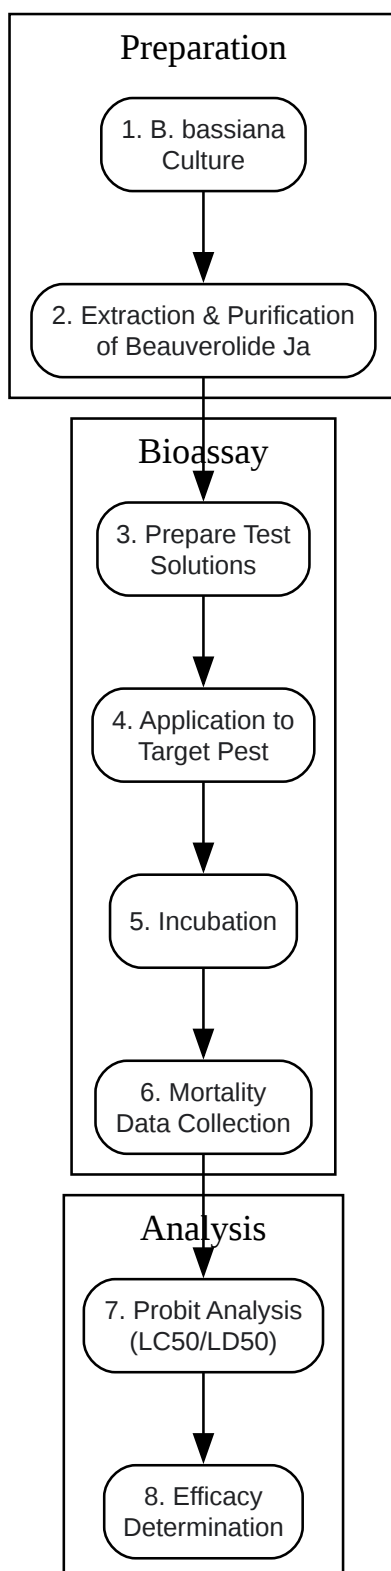 Preparation
1. B. bassiana
Culture
2. Extraction & Purification
of Beauverolide Ja
Bioassay
3. Prepare Test
Solutions
4. Application to
Target Pest
5. Incubation
6. Mortality
Data Collection
Analysis
7. Probit Analysis
(LC50/LD50)
8. Efficacy
Determination